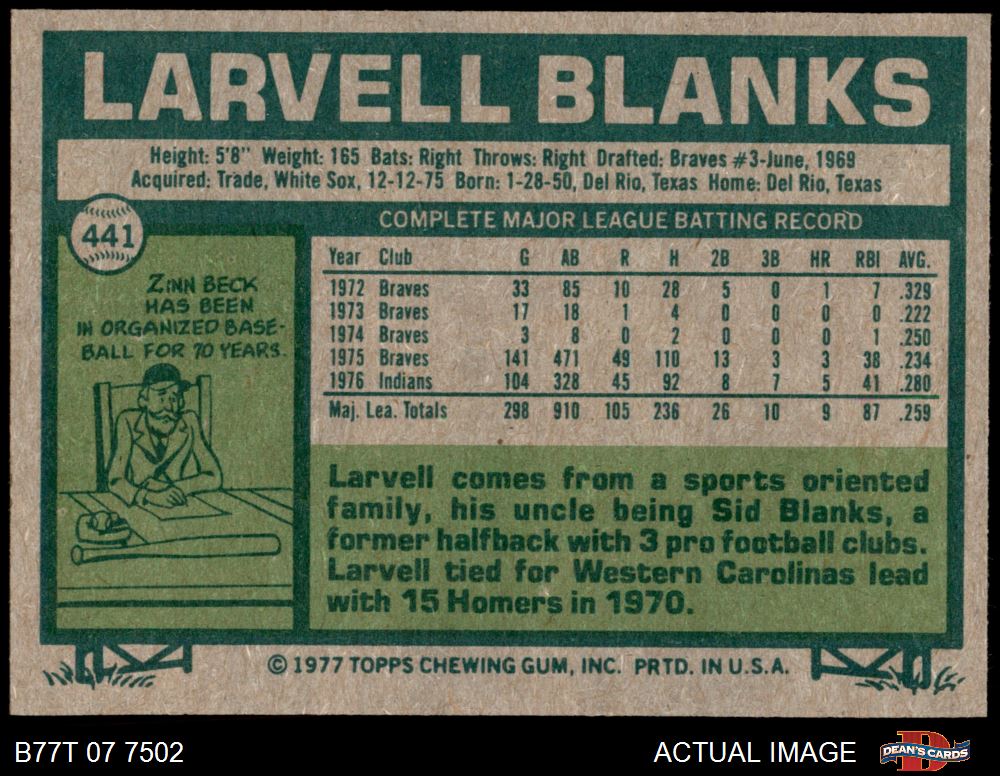 LARVELL BLANKS
Height: 5'8" Weight: 165 Bats: Right Throws: Right Drafted: Braves #3-June, 1969
Acquired: Trade, White Sox, 12-12-75 Born: 1-28-50, Del Rio, Texas Home: Del Rio, Texas
441
ZINN BECK
HAS BEEN
IN ORGANIZED BASE-
BALL FOR 70 YEARS.
COMPLETE MAJOR LEAGUE BATTING RECORD
Year Club G AB R H 2B 3B HR RBI AVG.
1972 Braves 33 85 10 28 5 0 1 7 .329
1973 Braves 17 18 1 4 0 0 0 0 .222
1974 Braves 3 8 0 2 0 0 0 1 .250
1975 Braves 141 471 49 110 13 3 3 38 .234
1976 Indians 104 328 45 92 8 7 5 41 .280
Maj. Lea. Totals 298 910 105 236 26 10 9 87 .259
Larvell comes from a sports oriented
family, his uncle being Sid Blanks, a
former halfback with 3 pro football clubs.
Larvell tied for Western Carolinas lead
with 15 Homers in 1970.
© 1977 TOPPS CHEWING GUM, INC. PRTD. IN U.S.A.
B77T 07 7502
ACTUAL IMAGE
D
DEAN'S CARDS